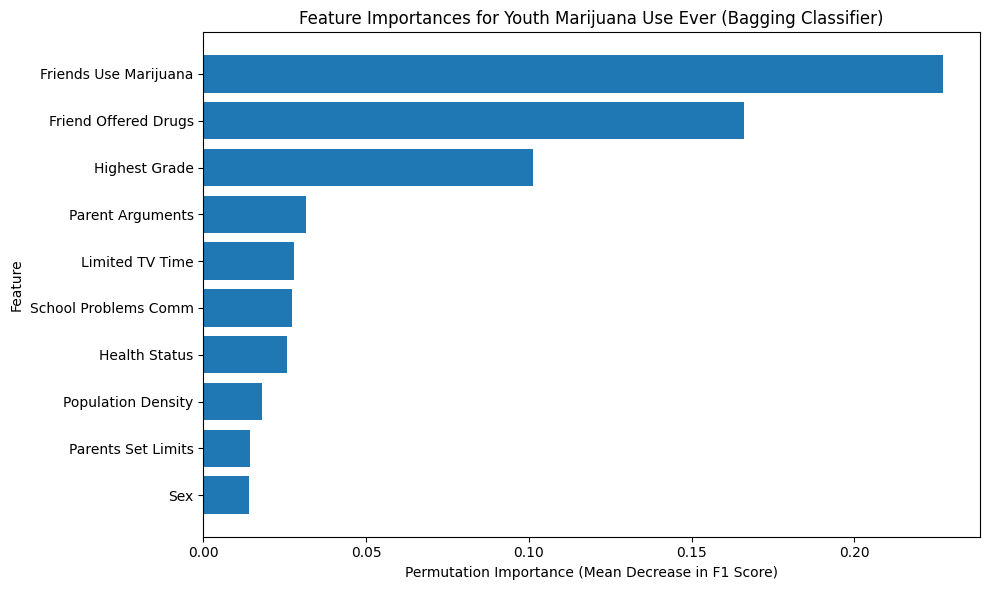 Feature Importances for Youth Marijuana Use Ever (Bagging Classifier)
Feature
Friends Use Marijuana
Friend Offered Drugs
Highest Grade
Parent Arguments
Limited TV Time
School Problems Comm
Health Status
Population Density
Parents Set Limits
Sex
0.00 0.05 0.10 0.15 0.20
Permutation Importance (Mean Decrease in F1 Score)